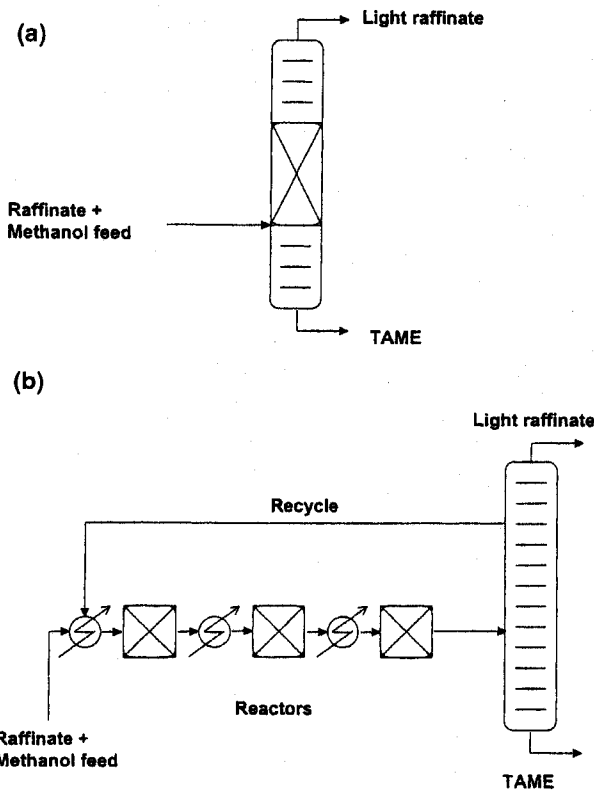 (a)
Light raffinate
Raffinate +
Methanol feed
TAME
(b)
Light raffinate
Recycle
Reactors
Raffinate +
Methanol feed
TAME